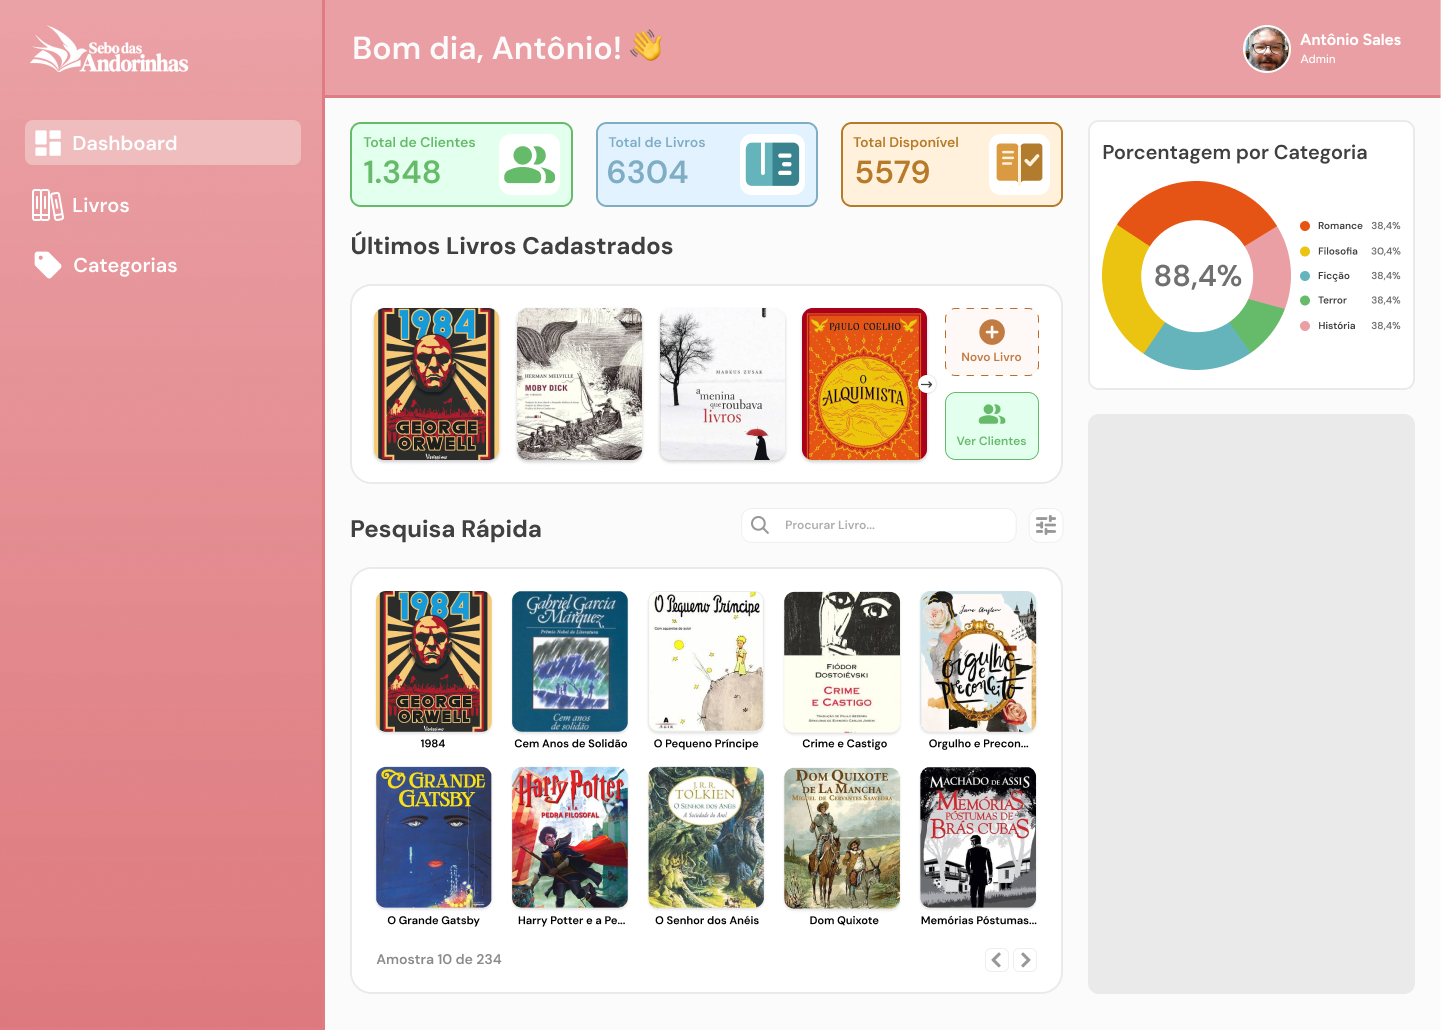 Sebo das
Andorinhas
Dashboard
Livros
Categorias
Bom dia, Antônio!
Antônio Sales
Admin
Total de Clientes
1.348
Total de Livros
6304
Total Disponível
5579
Últimos Livros Cadastrados
1984
GEORGE
ORWELL
HERMAN MELVILLE
MOBY DICK
MARKUS ZUSAK
a
menina
que roubava
livros
PAULO COELHO
O
ALQUIMISTA
Novo Livro
Ver Clientes
Porcentagem por Categoria
88,4%
Romance 38,4%
Filosofia 30,4%
Ficção 38,4%
Terror 38,4%
História 38,4%
Pesquisa Rápida
Procurar Livro...
1984
GEORGE
ORWELL
1984
Gabriel García
Márquez
Prêmio Nobel de Literatura
Cem anos
de solidão
Cem Anos de Solidão
O Pequeno Príncipe
O Pequeno Príncipe
FIÓDOR
DOSTOIÉVSKI
CRIME
E CASTIGO
Crime e Castigo
Jane Austen
orgulho
e
preconceito
Orgulho e Precon...
O GRANDE
GATSBY
O Grande Gatsby
Harry Potter
PEDRA FILOSOFAL
Harry Potter e a Pe...
J.R.R.
TOLKIEN
O SENHOR DOS ANÉIS
A Sociedade do Anel
O Senhor dos Anéis
DOM QUIXOTE
DE LA MANCHA
MIGUEL DE CERVANTES SAAVEDRA
Dom Quixote
MACHADO DE ASSIS
MEMÓRIAS
PÓSTUMAS DE
BRÁS CUBAS
Memórias Póstumas...
Amostra 10 de 234